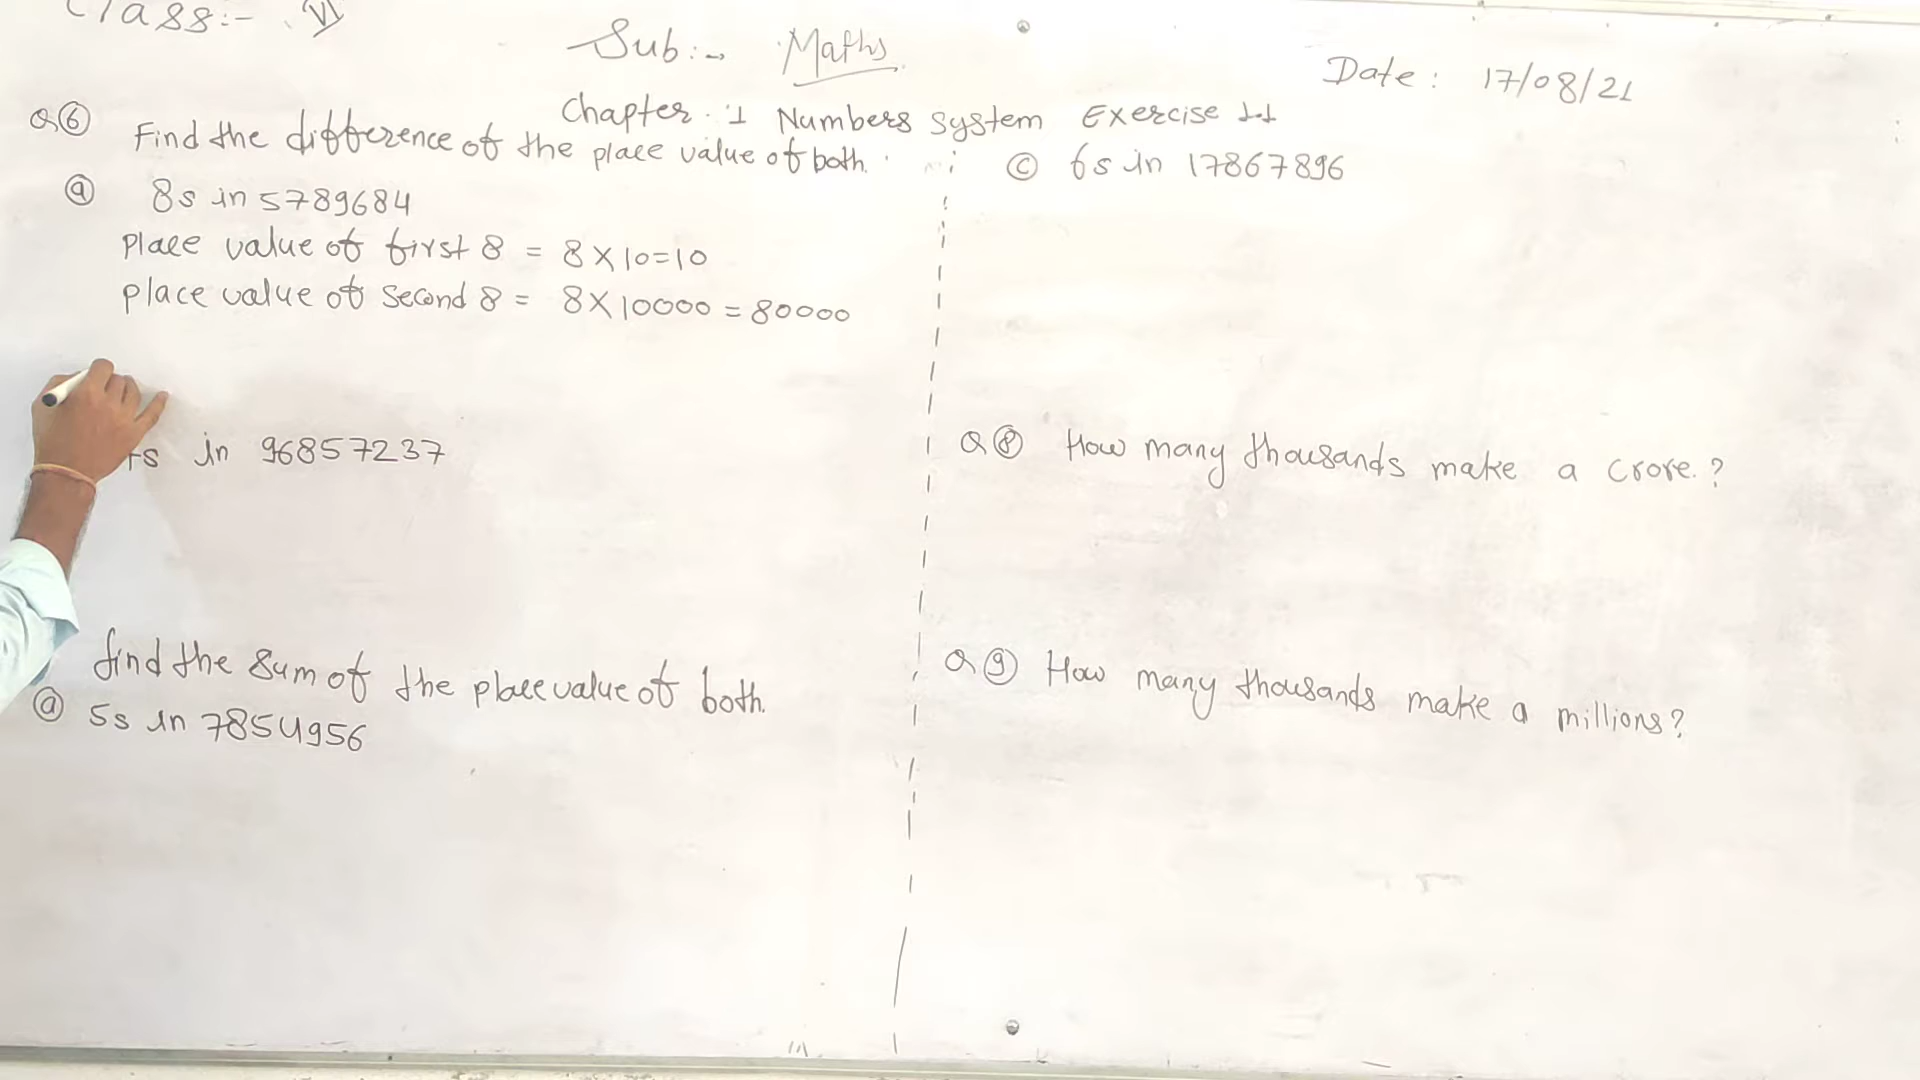 Class:- VI
Sub:- Maths
Date: 17/08/21
Chapter 1 Numbers system Exercise 1.1
Q6 Find the difference of the place value of both.
a 8s in 5789684
place value of first 8 = 8×10=10
place value of second 8 = 8×10000 = 80000
s in 96857237
find the sum of the place value of both.
a 5s in 7854956
c 6s in 17867896
Q8 How many thousands make a crore.?
Q9 How many thousands make a millions?